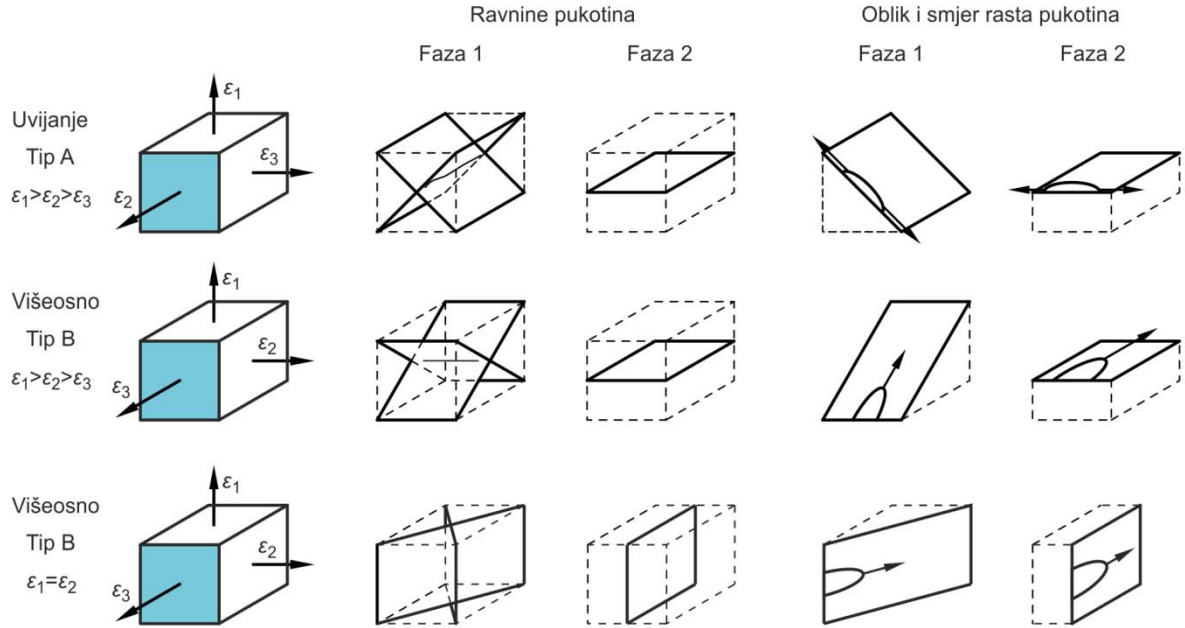 Ravnine pukotina
Oblik i smjer rasta pukotina
Faza 1
Faza 2
Faza 1
Faza 2
Uvijanje
Tip A
ε1>ε2>ε3
ε1
ε2
ε3
Višeosno
Tip B
ε1>ε2>ε3
ε1
ε2
ε3
Višeosno
Tip B
ε1=ε2
ε1
ε2
ε3